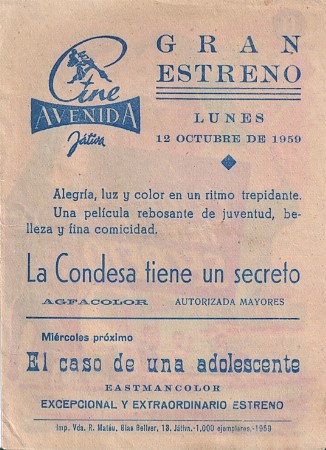 Cine
AVENIDA
Játiva
GRAN
ESTRENO
LUNES
12 OCTUBRE DE 1959
Alegría, luz y color en un ritmo trepidante.
Una película rebosante de juventud, be-
lleza y fina comicidad.
La Condesa tiene un secreto
AGFACOLOR AUTORIZADA MAYORES
Miércoles próximo
El caso de una adolescente
EASTMANCOLOR
EXCEPCIONAL Y EXTRAORDINARIO ESTRENO
Imp. Vda. R. Matéu, Blas Bellver, 13, Játiva.-1,000 ejemplares.-1959